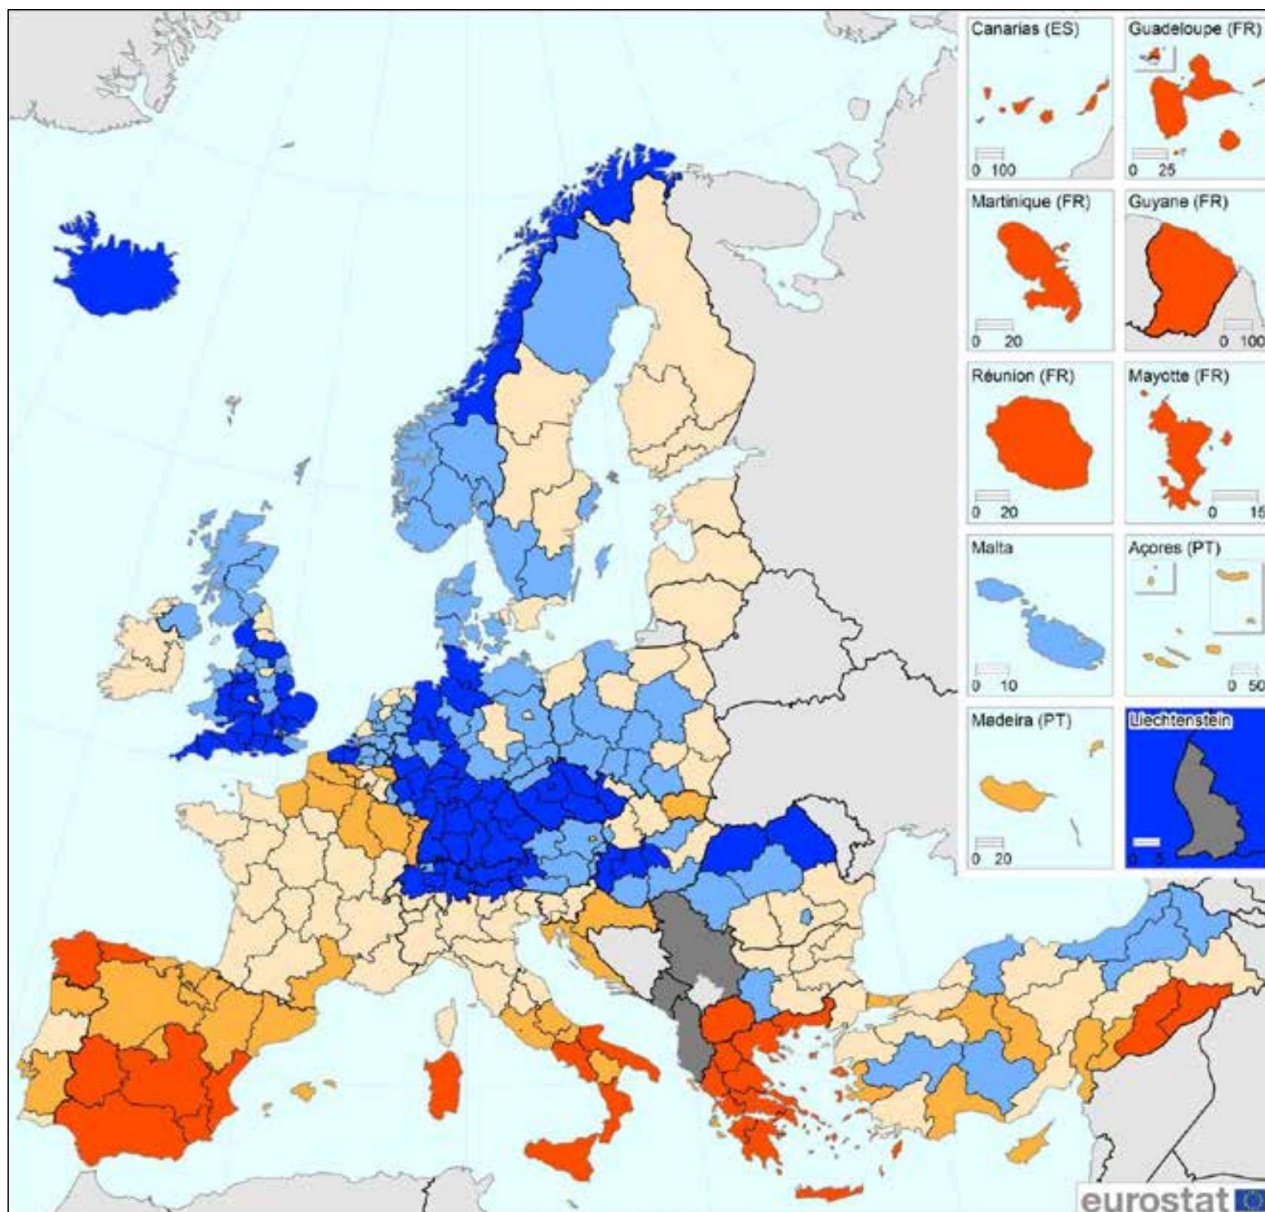 Canarias (ES)
0 100
Guadeloupe (FR)
0 25
Martinique (FR)
0 20
Guyane (FR)
0 100
Réunion (FR)
0 20
Mayotte (FR)
0 15
Malta
0 10
Açores (PT)
0 50
Madeira (PT)
0 20
Liechtenstein
0 5
eurostat